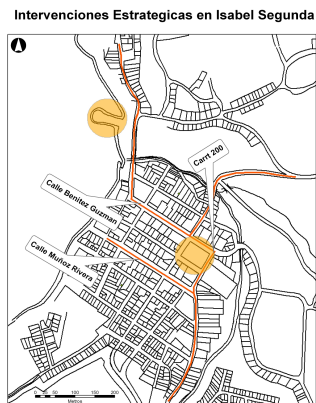 Intervenciones Estrategicas en Isabel Segunda
Carrt 200
Calle Benitez Guzman
Calle Muñoz Rivera
0 25 50 100 150 200
Metros